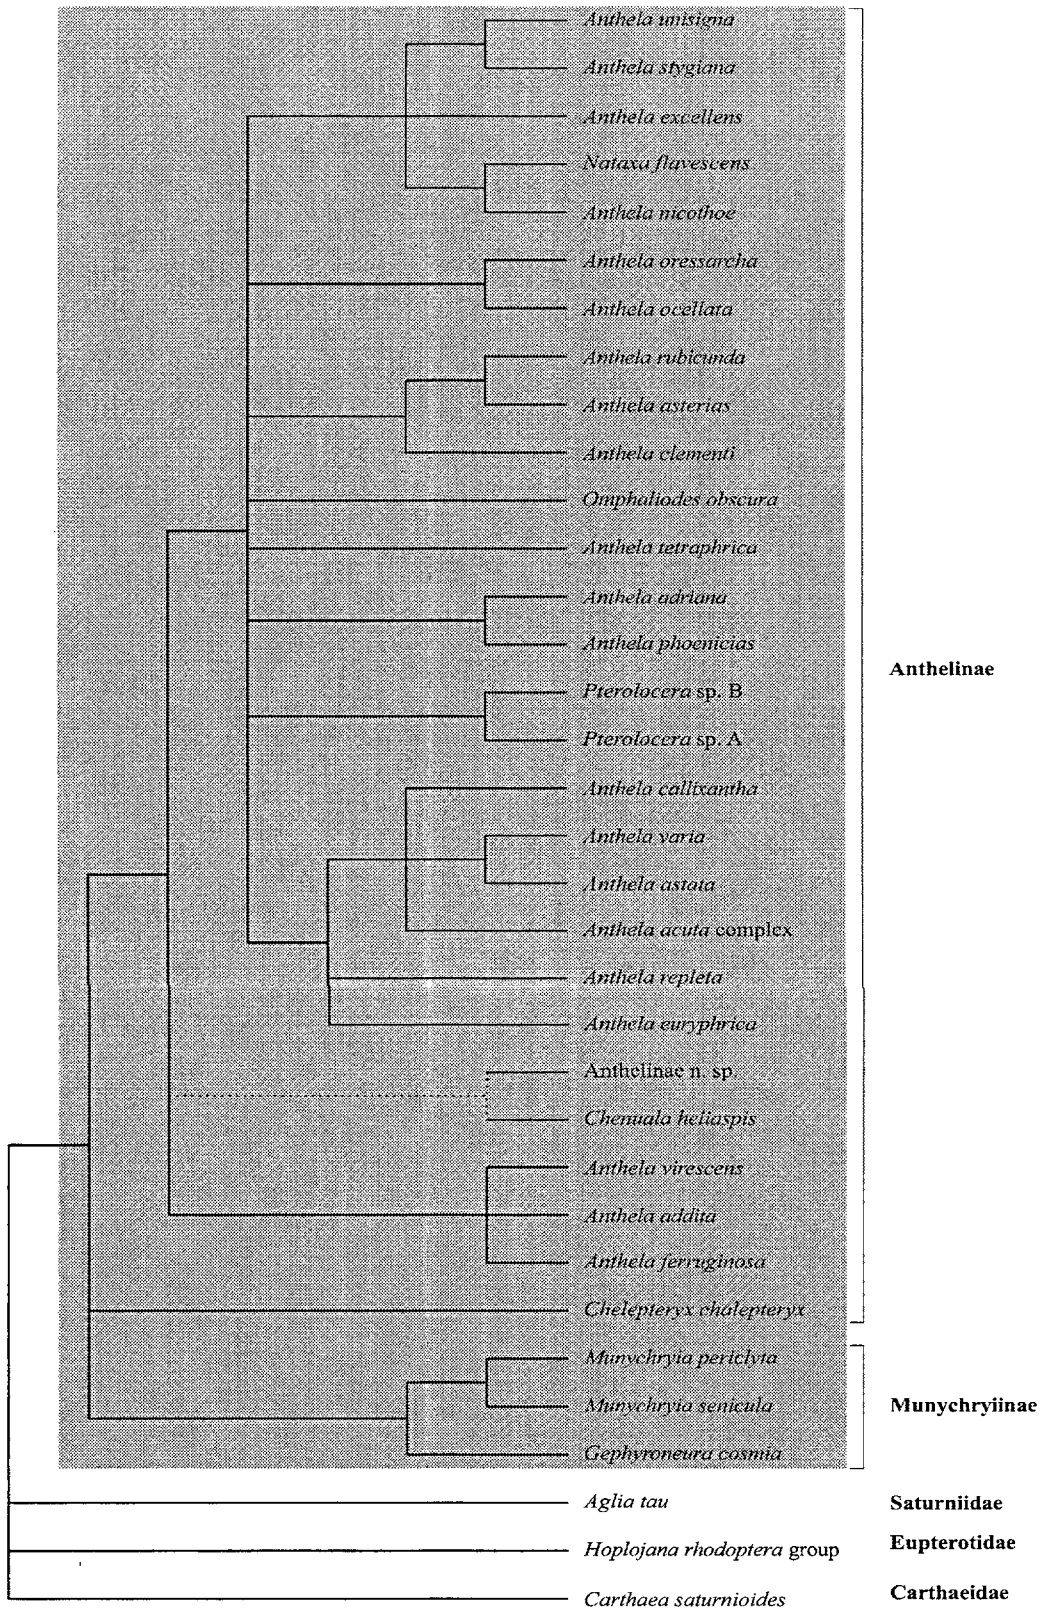 Anthela unisigna
Anthela stygiana
Anthela excellens
Nataxa flavescens
Anthela nicothoe
Anthela oressarcha
Anthela ocellata
Anthela rubicunda
Anthela asterias
Anthela clementi
Omphaliodes obscura
Anthela tetraphrica
Anthela adriana
Anthela phoenicias
Anthelinae
Pterolocera sp. B
Pterolocera sp. A
Anthela callixantha
Anthela varia
Anthela astata
Anthela acuta complex
Anthela repleta
Anthela euryphrica
Anthelinae n. sp.
Chenuala heliaspis
Anthela virescens
Anthela addita
Anthela ferruginosa
Chelepteryx chalepteryx
Munychryia periclyta
Munychryia senicula
Munychryiinae
Gephyroneura cosmia
Aglia tau
Saturniidae
Hoplojana rhodoptera group
Eupterotidae
Carthaea saturnioides
Carthaeidae